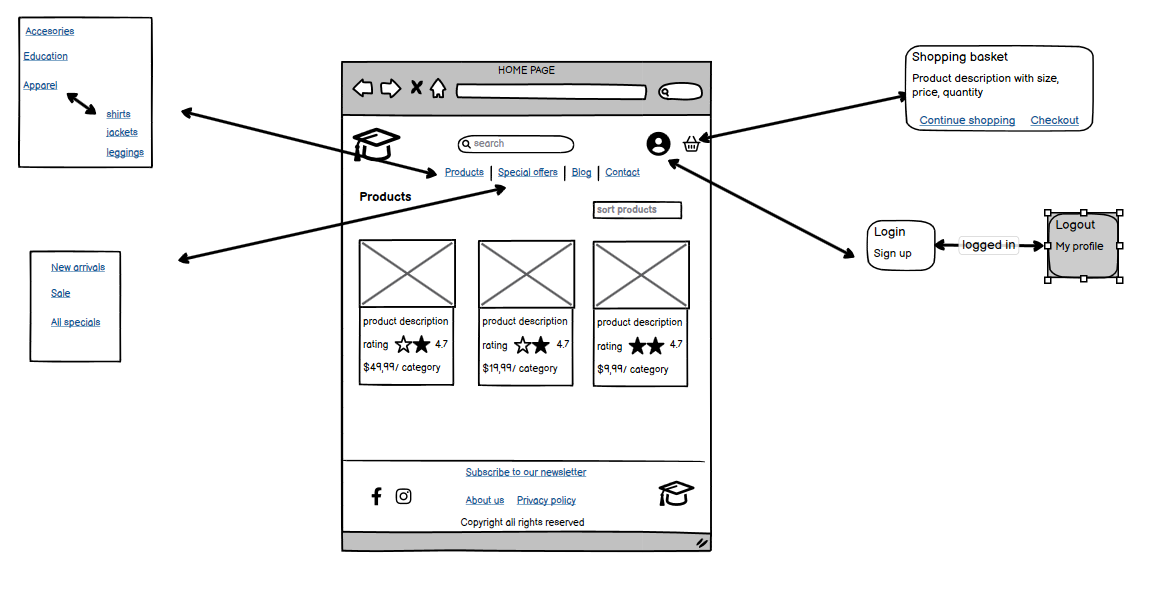 Accesories
Education
Apparel
shirts
jackets
leggings
New arrivals
Sale
All specials
HOME PAGE
search
Products
Special offers
Blog
Contact
Products
sort products
product description
rating 4.7
$49,99/ category
product description
rating 4.7
$19,99/ category
product description
rating 4.7
$9,99/ category
Subscribe to our newsletter
About us Privacy policy
Copyright all rights reserved
Shopping basket
Product description with size,
price, quantity
Continue shopping Checkout
Login
Sign up
logged in
Logout
My profile